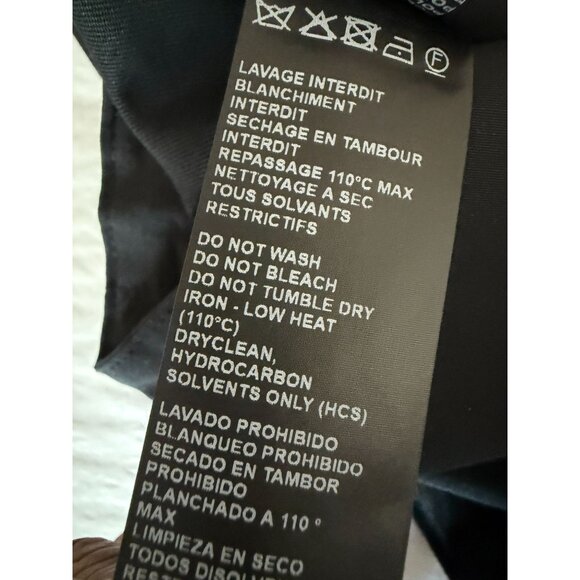 F
LAVAGE INTERDIT
BLANCHIMENT
INTERDIT
SECHAGE EN TAMBOUR
INTERDIT
REPASSAGE 110°C MAX
NETTOYAGE A SEC
TOUS SOLVANTS
RESTRICTIFS
DO NOT WASH
DO NOT BLEACH
DO NOT TUMBLE DRY
IRON - LOW HEAT
(110°C)
DRYCLEAN,
HYDROCARBON
SOLVENTS ONLY (HCS)
LAVADO PROHIBIDO
BLANQUEO PROHIBIDO
SECADO EN TAMBOR
PROHIBIDO
PLANCHADO A 110 °
MAX
LIMPIEZA EN SECO
TODOS